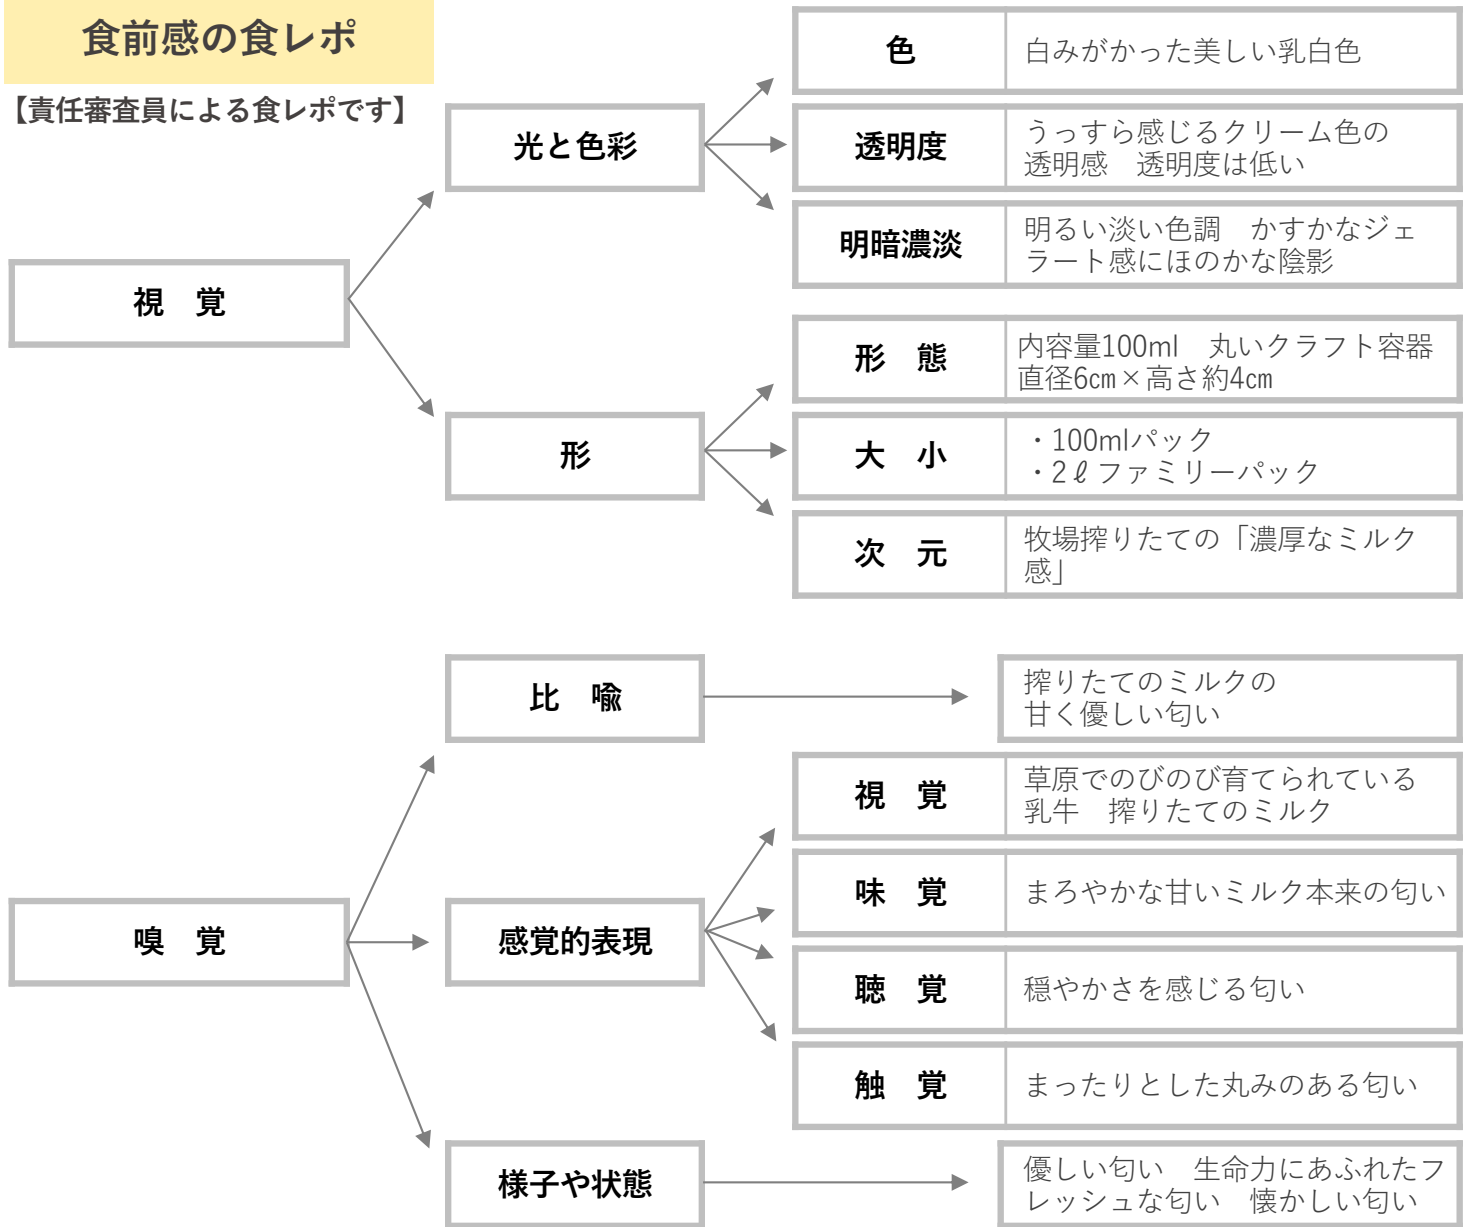 食前感の食レポ
【責任審査員による食レポです】
視　覚
光と色彩
色
白みがかった美しい乳白色
透明度
うっすら感じるクリーム色の
透明感　透明度は低い
明暗濃淡
明るい淡い色調　かすかなジェ
ラート感にほのかな陰影
形
形　態
内容量100ml　丸いクラフト容器
直径6㎝×高さ約4㎝
大　小
・100mlパック
・2ℓファミリーパック
次　元
牧場搾りたての「濃厚なミルク
感」
嗅　覚
比　喩
搾りたてのミルクの
甘く優しい匂い
感覚的表現
視　覚
草原でのびのび育てられている
乳牛　搾りたてのミルク
味　覚
まろやかな甘いミルク本来の匂い
聴　覚
穏やかさを感じる匂い
触　覚
まったりとした丸みのある匂い
様子や状態
優しい匂い　生命力にあふれたフ
レッシュな匂い　懐かしい匂い